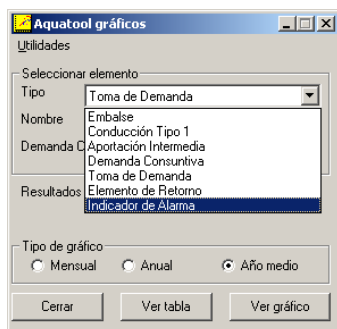 Aquatool gráficos
Utilidades
Seleccionar elemento
Tipo
Toma de Demanda
Nombre
Embalse
Conducción Tipo 1
Demanda C
Aportación Intermedia
Demanda Consuntiva
Toma de Demanda
Resultados
Elemento de Retorno
Indicador de Alarma
Tipo de gráfico
Mensual Anual Año medio
Cerrar Ver tabla Ver gráfico